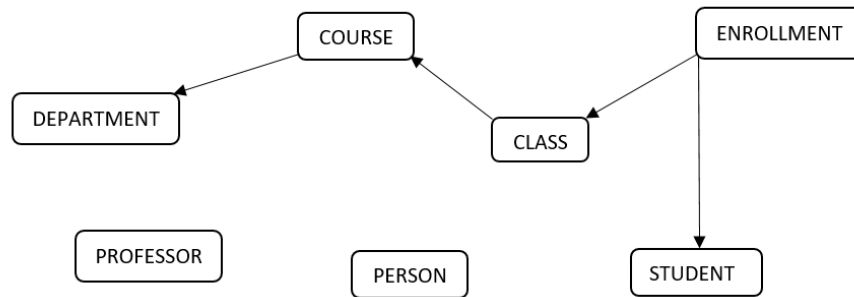 COURSE
ENROLLMENT
DEPARTMENT
CLASS
PROFESSOR
PERSON
STUDENT